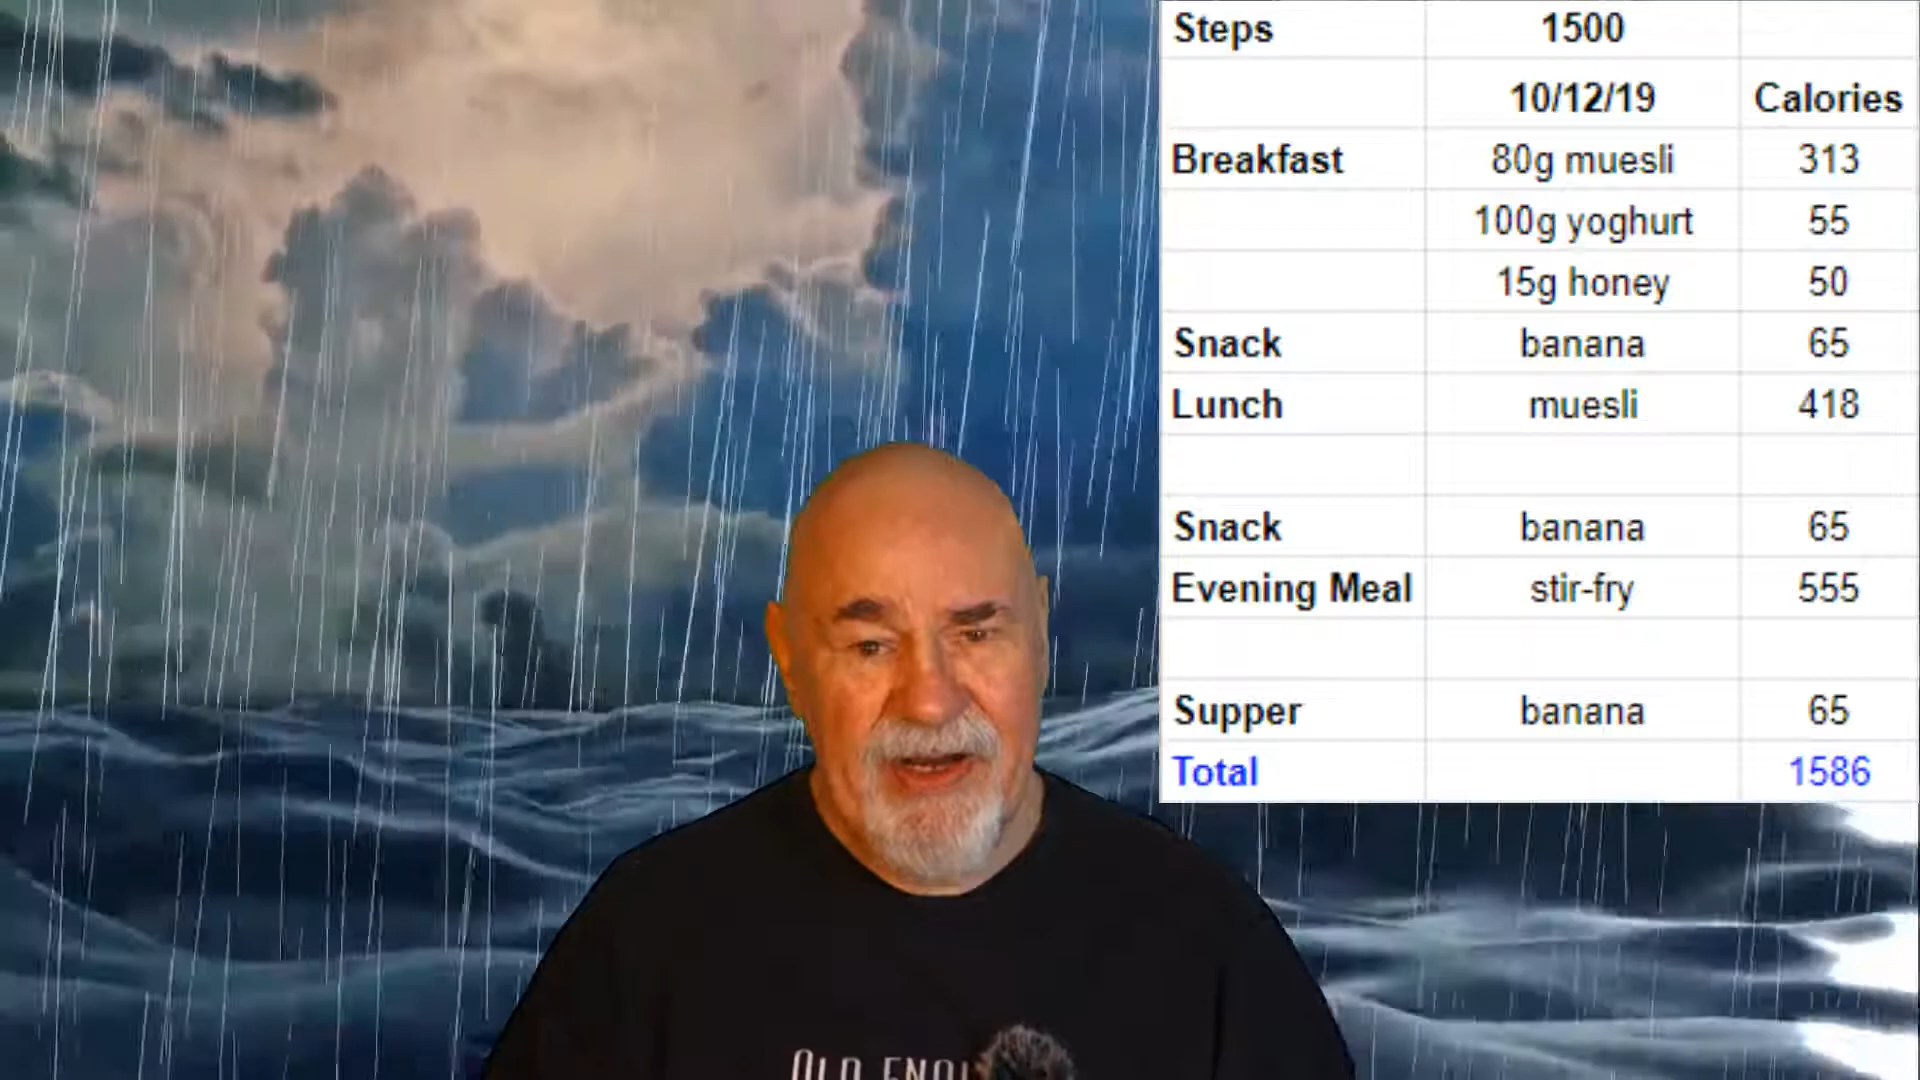 Steps 1500
10/12/19 Calories
Breakfast 80g muesli 313
100g yoghurt 55
15g honey 50
Snack banana 65
Lunch muesli 418
Snack banana 65
Evening Meal stir-fry 555
Supper banana 65
Total 1586
OLD